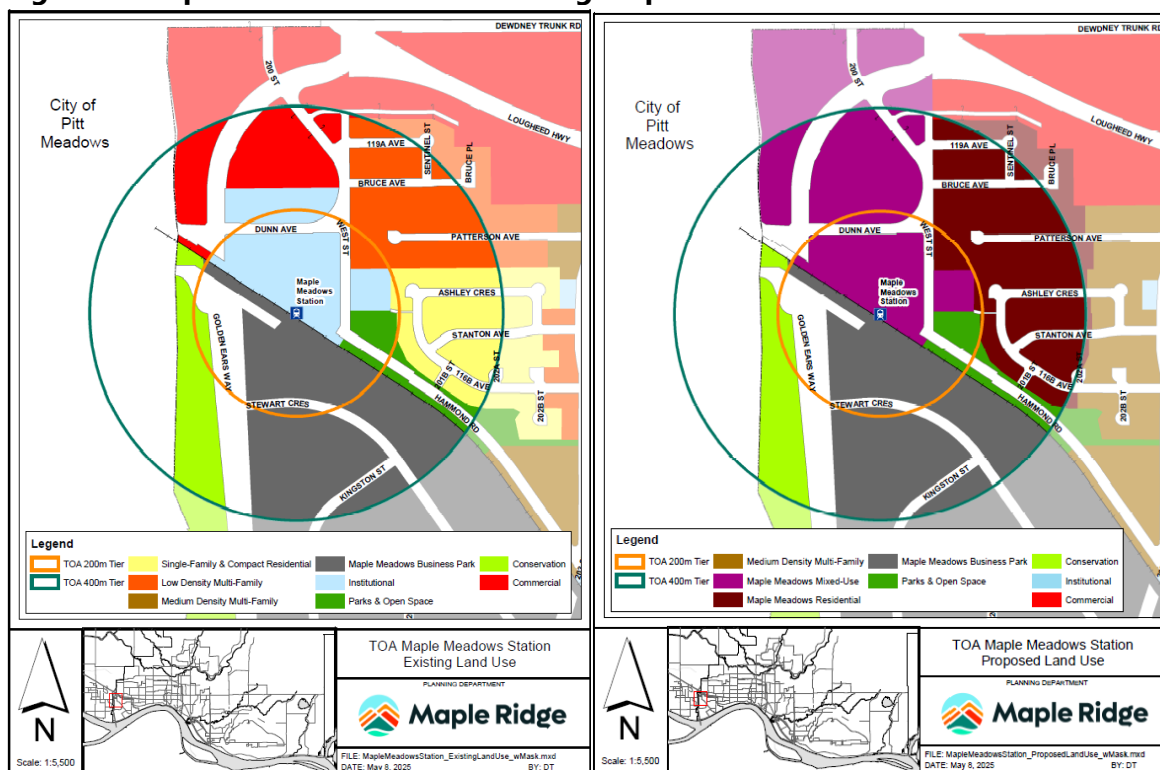 DEWDNEY TRUNK RD
200 ST
City of
Pitt
Meadows
LOUGHEED HWY
119A AVE
SENTINEL ST
BRUCE PL
BRUCE AVE
WEST ST
DUNN AVE
PATTERSON AVE
Maple
Meadows
Station
ASHLEY CRES
STANTON AVE
GOLDEN EARS WAY
201B ST
116B AVE
202A ST
202B ST
HAMMOND RD
STEWART CRES
KINGSTON ST
Legend
TOA 200m Tier
TOA 400m Tier
Single-Family & Compact Residential
Low Density Multi-Family
Medium Density Multi-Family
Maple Meadows Business Park
Institutional
Parks & Open Space
Conservation
Commercial
N
Scale: 1:5,500
TOA Maple Meadows Station
Existing Land Use
PLANNING DEPARTMENT
Maple Ridge
FILE: MapleMeadowsStation_ExistingLandUse_wMask.mxd
DATE: May 8, 2025
BY: DT
DEWDNEY TRUNK RD
200 ST
City of
Pitt
Meadows
LOUGHEED HWY
119A AVE
SENTINEL ST
BRUCE PL
BRUCE AVE
WEST ST
DUNN AVE
PATTERSON AVE
Maple
Meadows
Station
ASHLEY CRES
STANTON AVE
GOLDEN EARS WAY
201B ST
116B AVE
202A ST
202B ST
HAMMOND RD
STEWART CRES
KINGSTON ST
Legend
TOA 200m Tier
TOA 400m Tier
Medium Density Multi-Family
Maple Meadows Mixed-Use
Maple Meadows Residential
Maple Meadows Business Park
Parks & Open Space
Conservation
Institutional
Commercial
N
Scale: 1:5,500
TOA Maple Meadows Station
Proposed Land Use
PLANNING DEPARTMENT
Maple Ridge
FILE: MapleMeadowsStation_ProposedLandUse_wMask.mxd
DATE: May 8, 2025
BY: DT